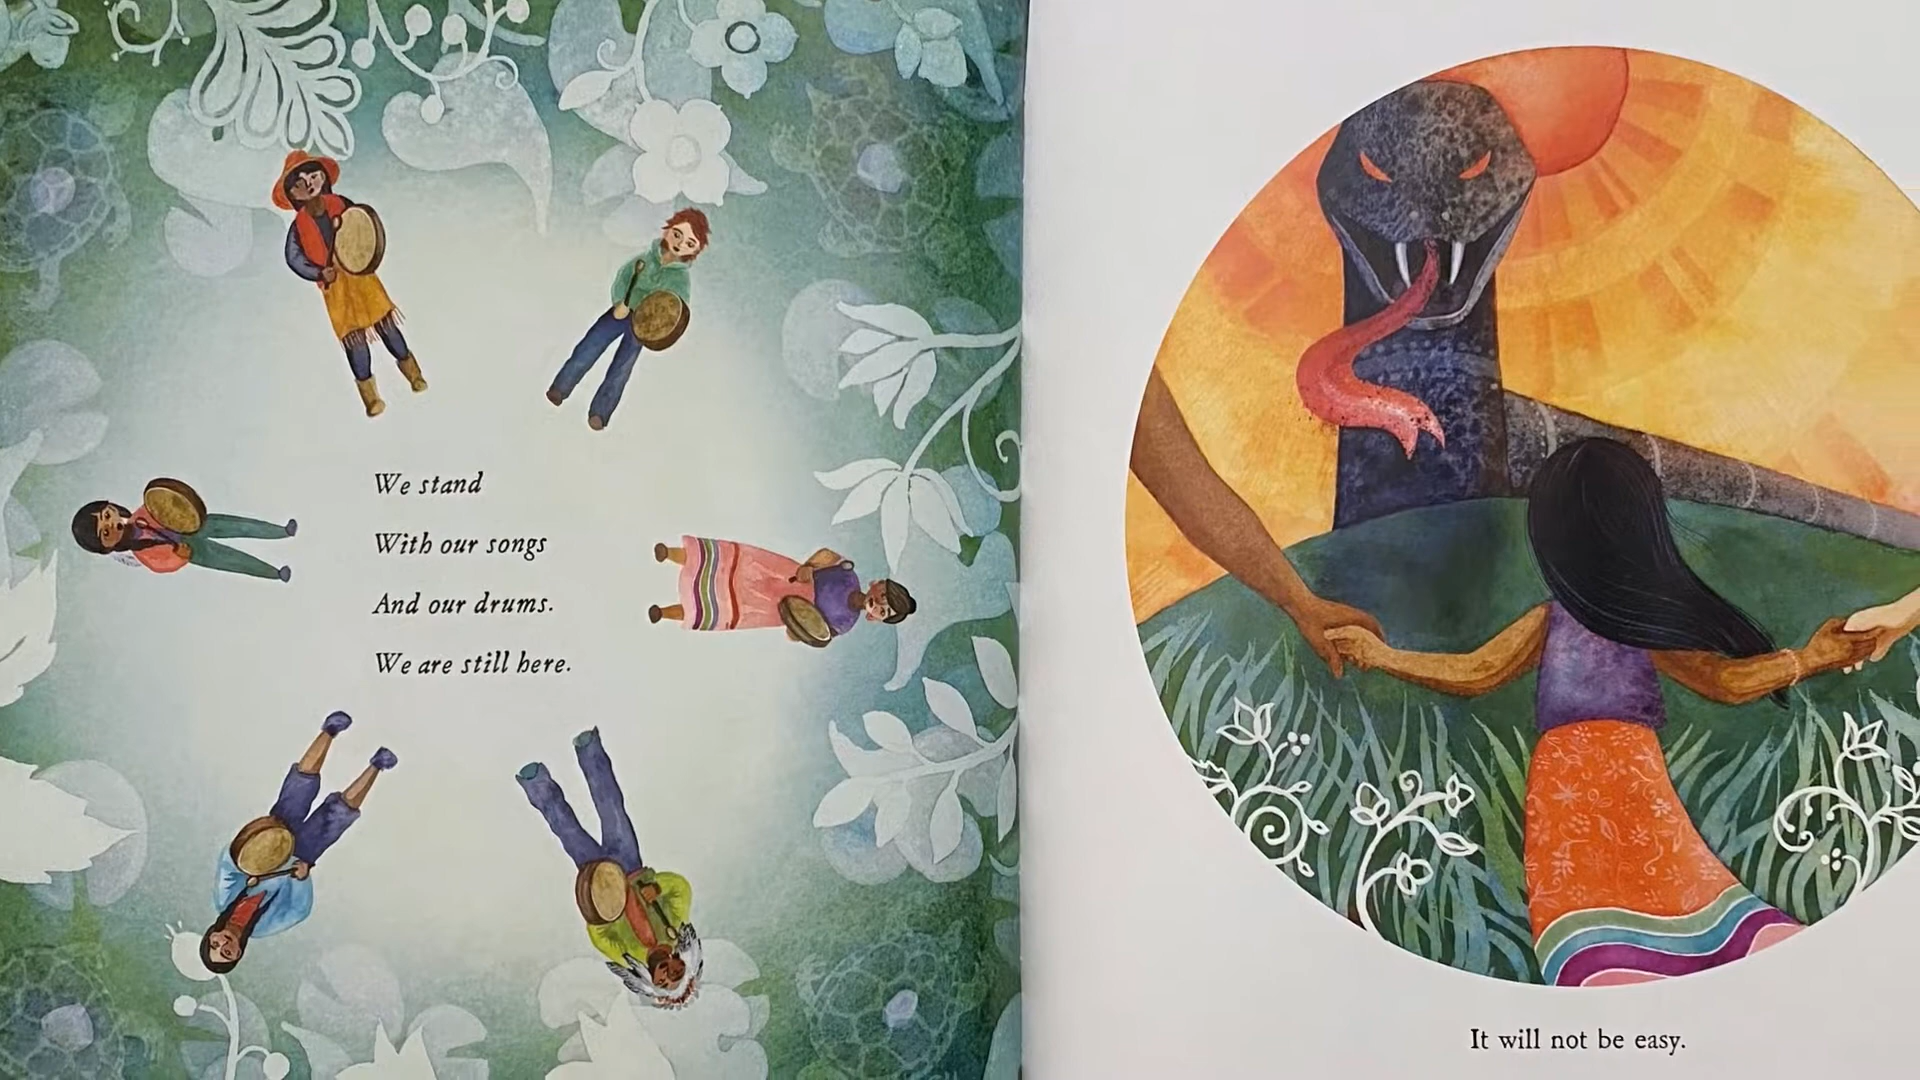 We stand
With our songs
And our drums.
We are still here.
It will not be easy.